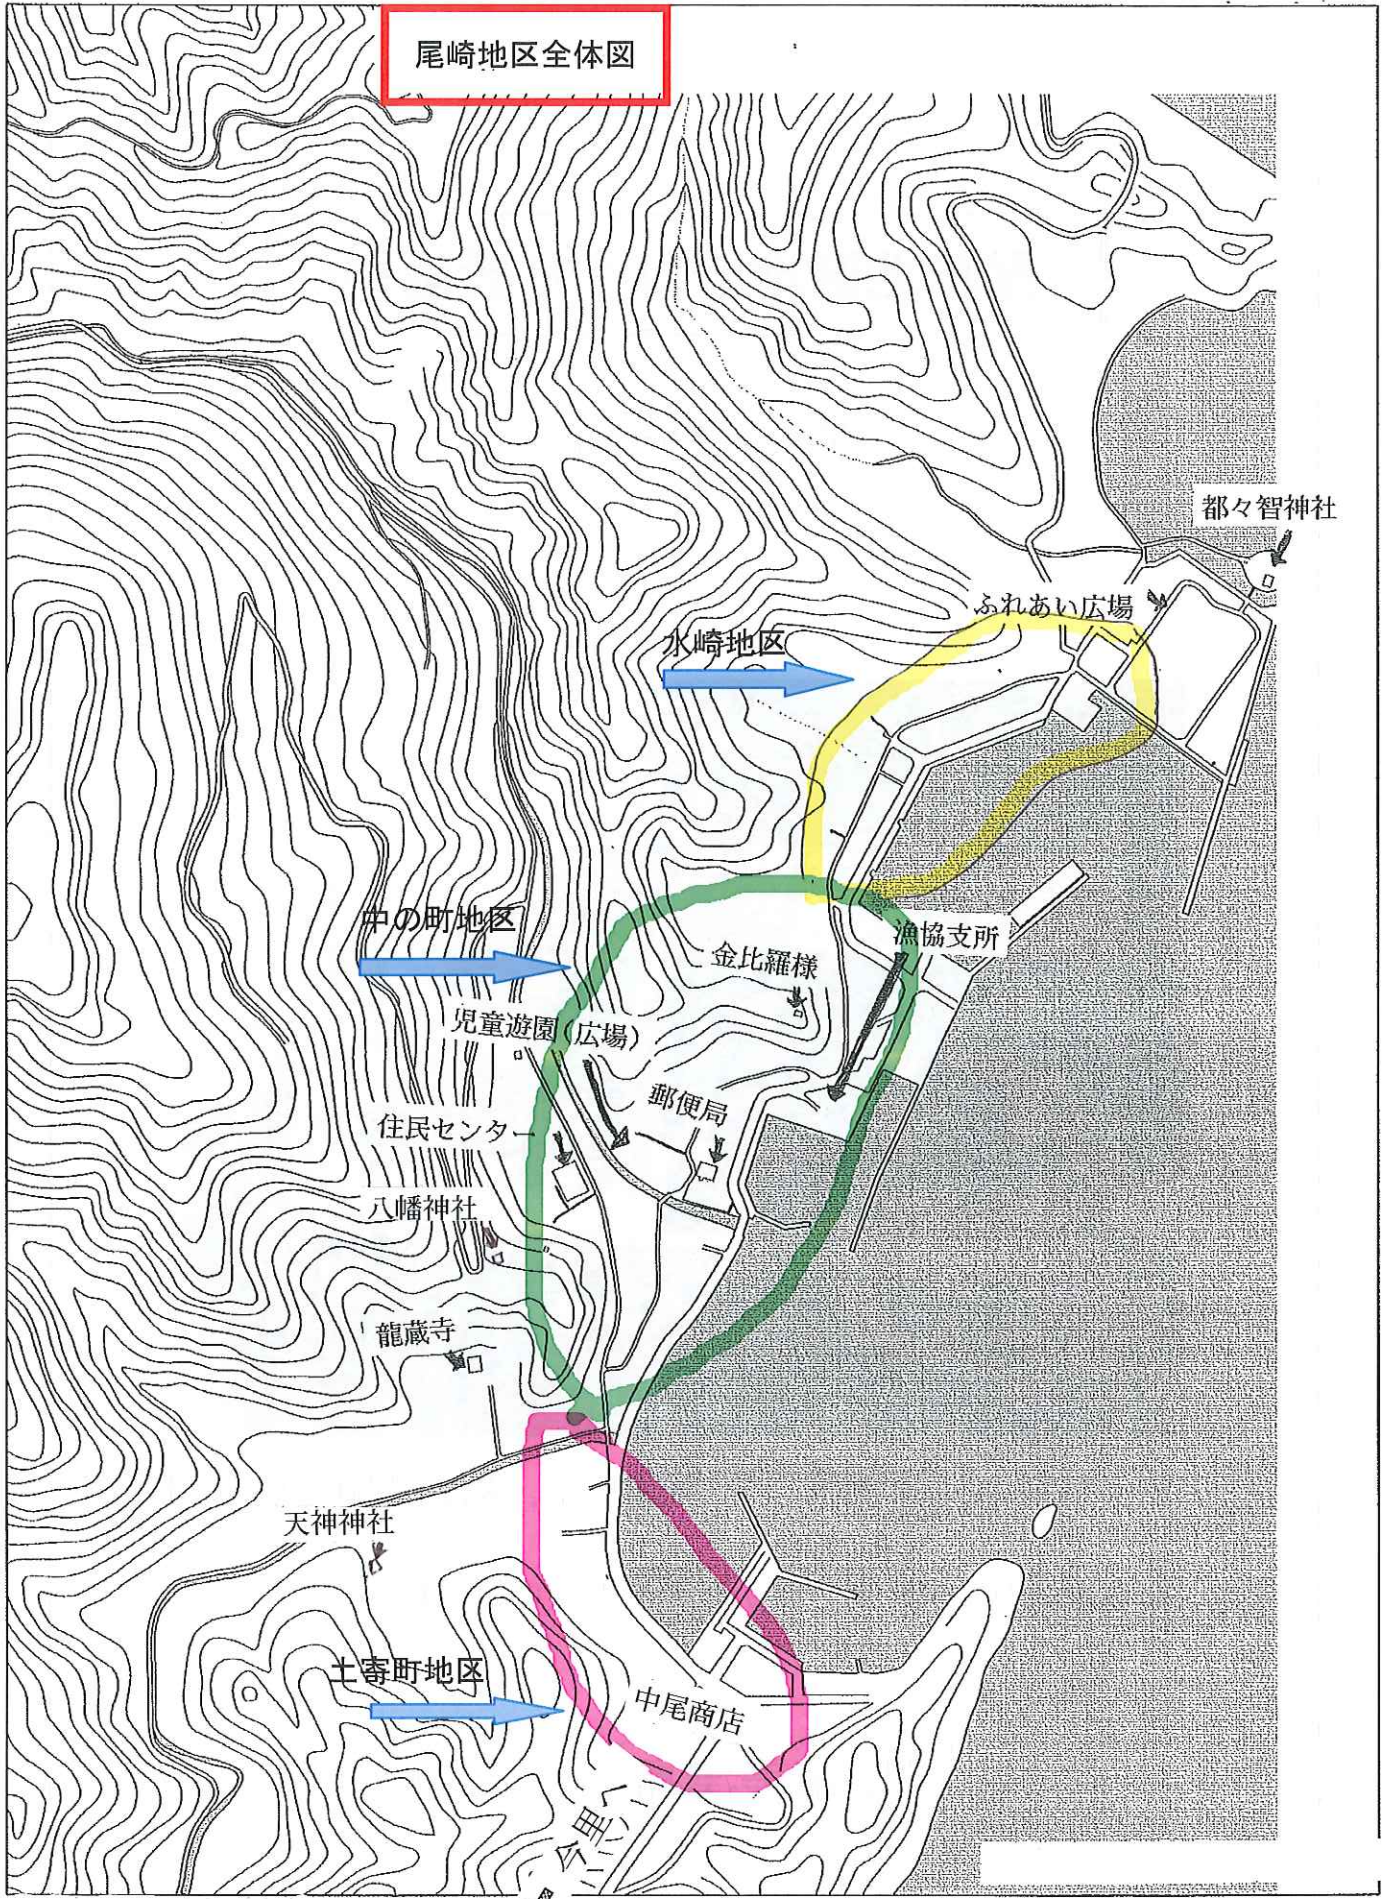 尾崎地区全体図
都々智神社
ふれあい広場
水崎地区
中の町地区
漁協支所
金比羅様
児童遊園(広場)
郵便局
住民センター
八幡神社
龍蔵寺
天神神社
土寄町地区
中尾商店
今里へ